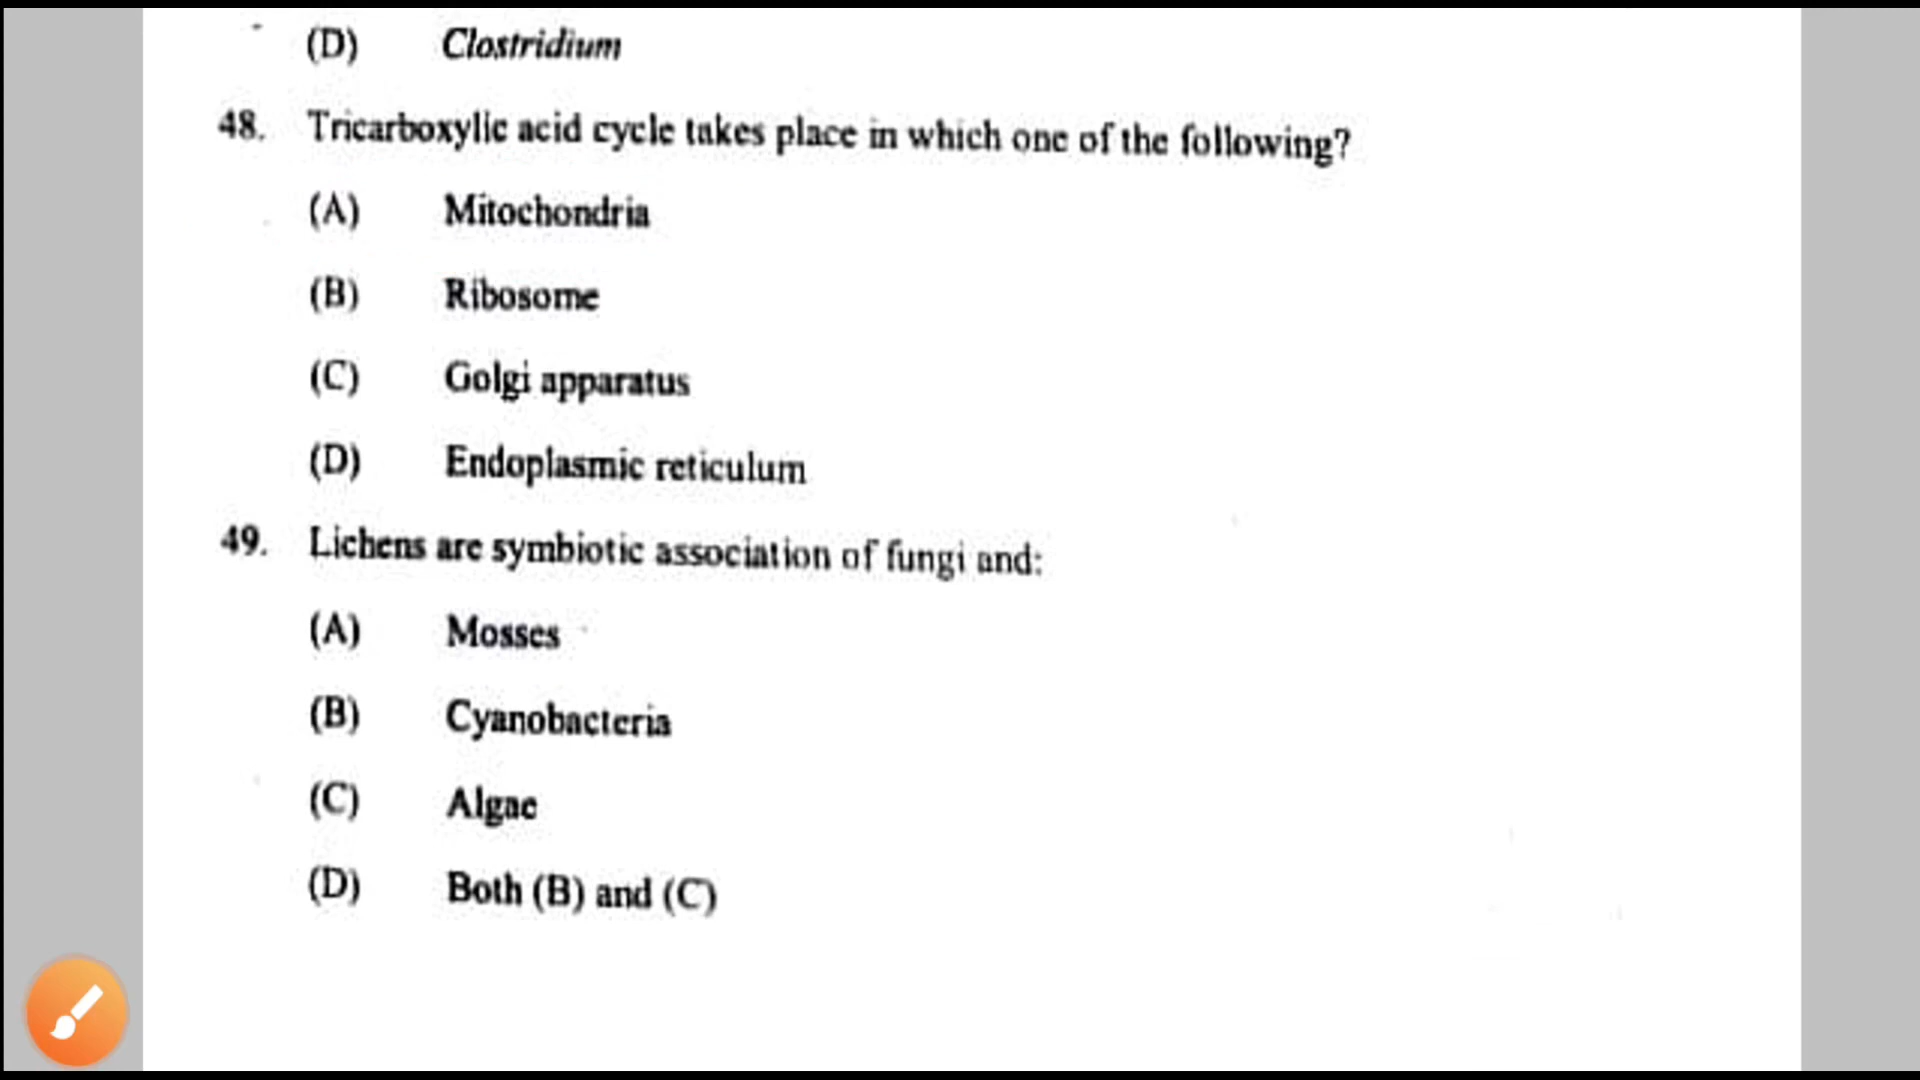 (D) Clostridium
48. Tricarboxylic acid cycle takes place in which one of the following?
(A) Mitochondria
(B) Ribosome
(C) Golgi apparatus
(D) Endoplasmic reticulum
49. Lichens are symbiotic association of fungi and:
(A) Mosses
(B) Cyanobacteria
(C) Algae
(D) Both (B) and (C)